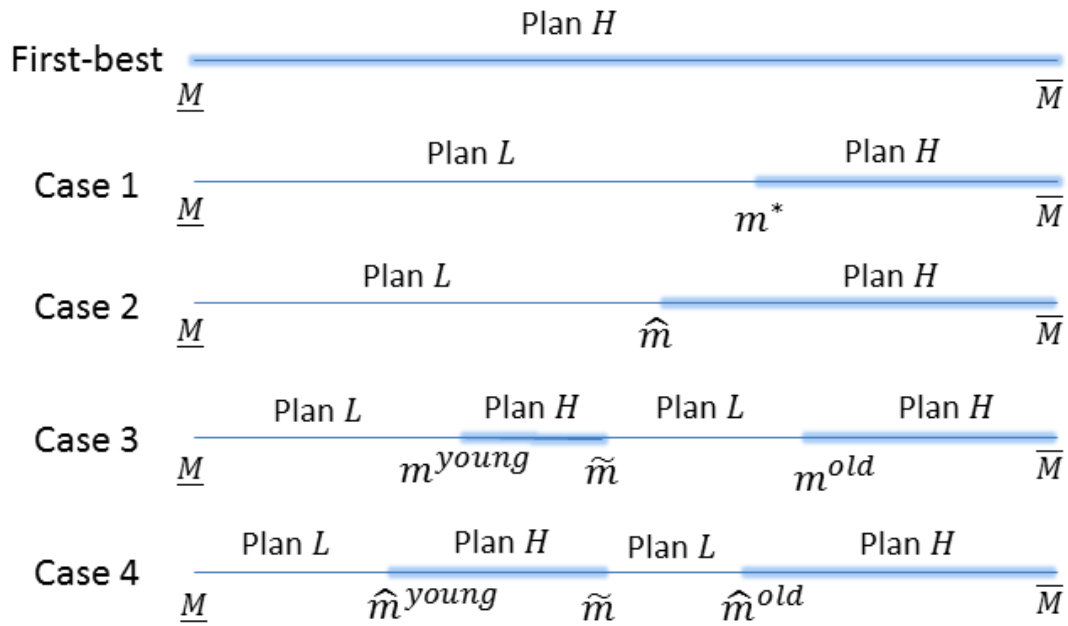 Plan H
First-best
M M̅
Plan L Plan H
Case 1
M m* M̅
Plan L Plan H
Case 2
M m̂ M̅
Plan L Plan H Plan L Plan H
Case 3
M m^young m̃ m^old M̅
Plan L Plan H Plan L Plan H
Case 4
M m̂^young m̃ m̂^old M̅